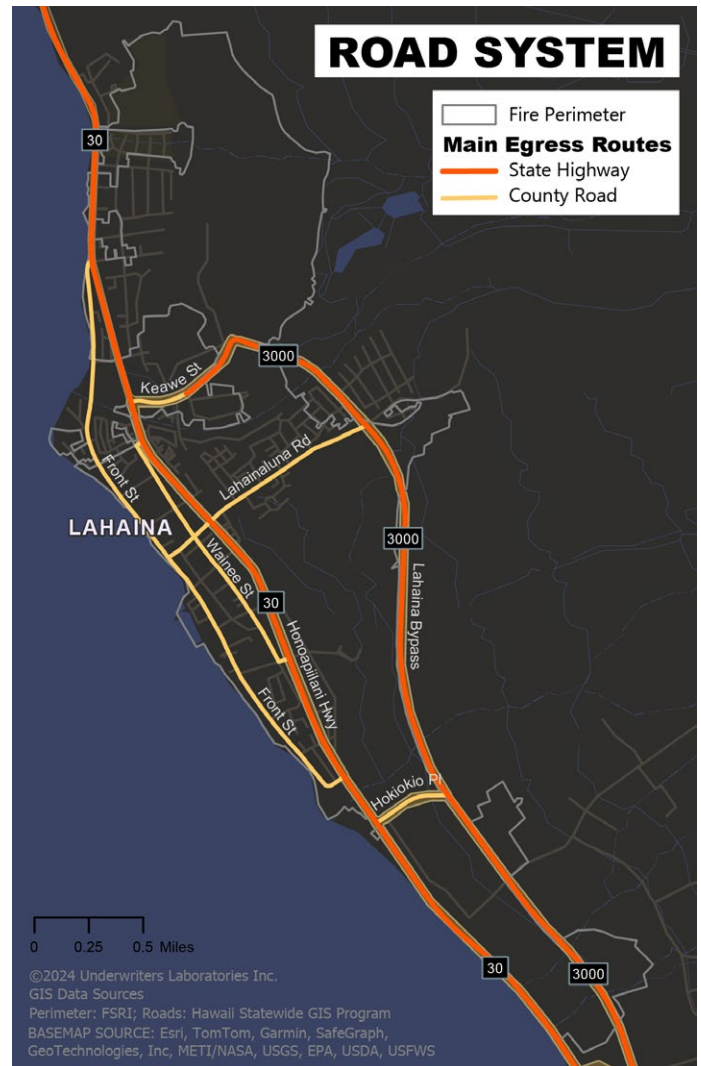 ROAD SYSTEM
Fire Perimeter
Main Egress Routes
State Highway
County Road
30
3000
Keawe St
Lahainaluna Rd
Front St
LAHAINA
Wainee St
3000
Lahaina Bypass
30
Honoapiilani Hwy
Front St
Hokiokio Pl
30
3000
0 0.25 0.5 Miles
©2024 Underwriters Laboratories Inc.
GIS Data Sources
Perimeter: FSRI; Roads: Hawaii Statewide GIS Program
BASEMAP SOURCE: Esri, TomTom, Garmin, SafeGraph,
GeoTechnologies, Inc, METI/NASA, USGS, EPA, USDA, USFWS